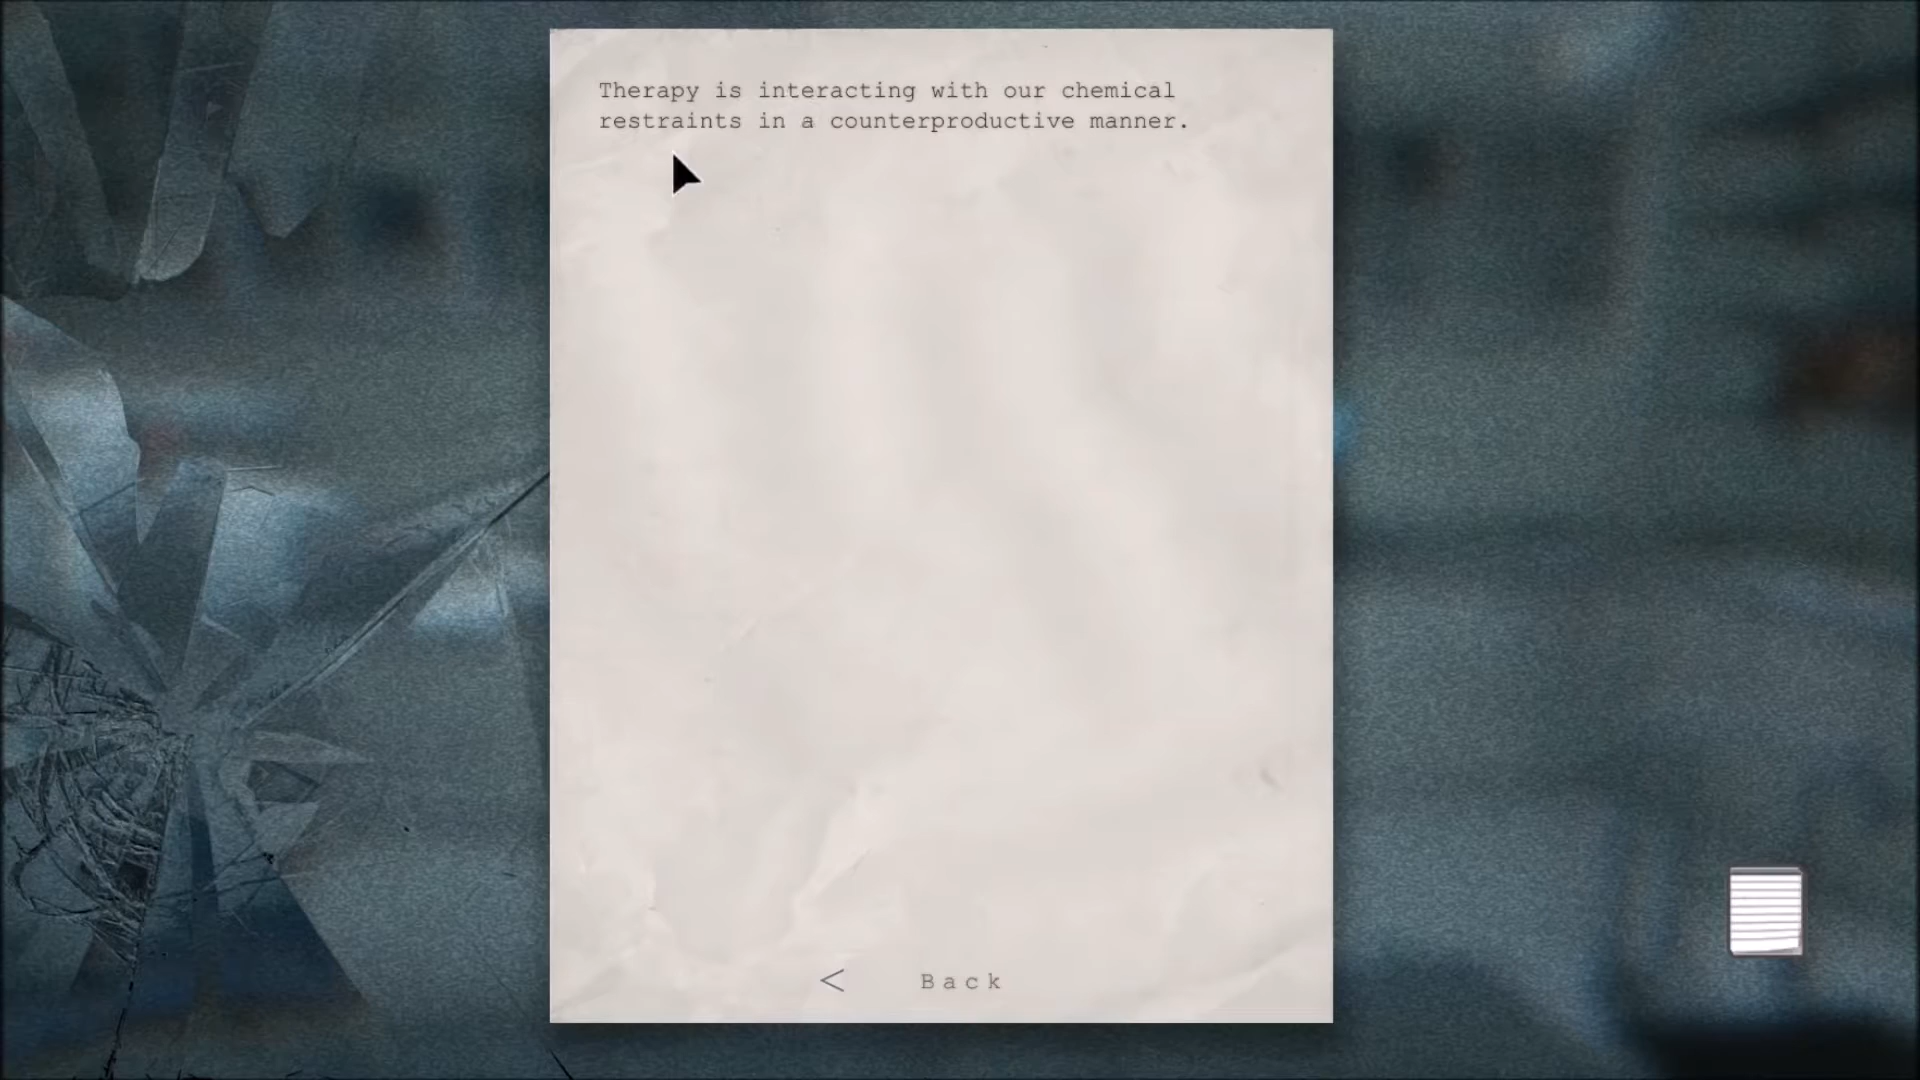 Therapy is interacting with our chemical
restraints in a counterproductive manner.
< Back